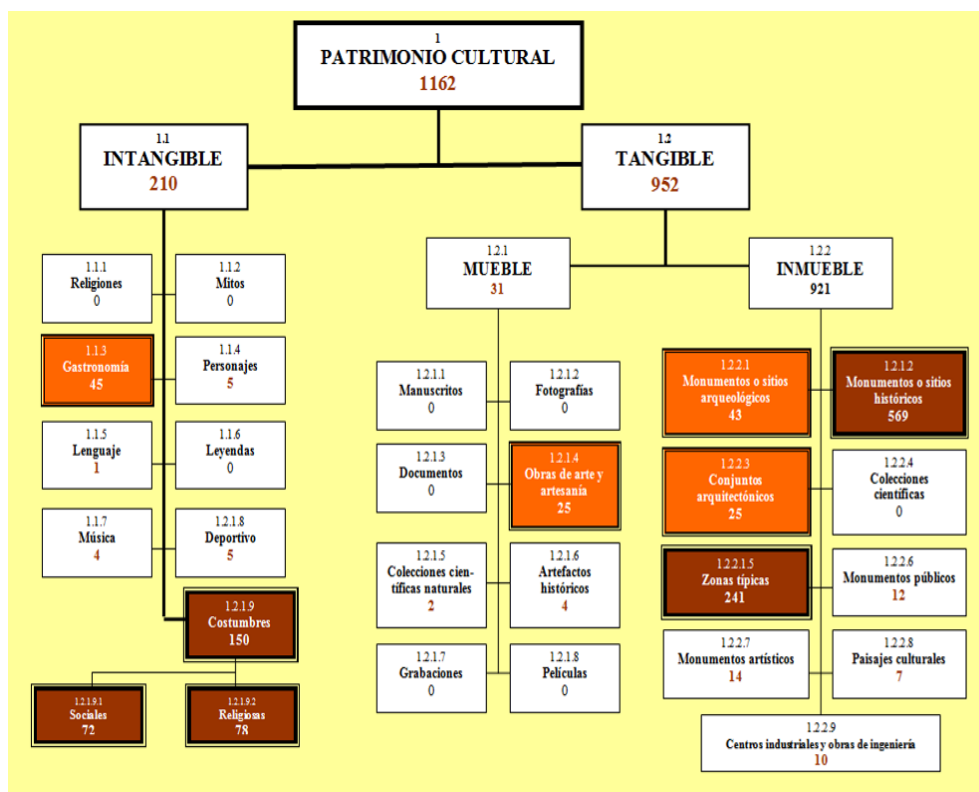 1
PATRIMONIO CULTURAL
1162
1.1
INTANGIBLE
210
1.2
TANGIBLE
952
1.1.1
Religiones
0
1.1.2
Mitos
0
1.1.3
Gastronomía
45
1.1.4
Personajes
5
1.1.5
Lenguaje
1
1.1.6
Leyendas
0
1.1.7
Música
4
1.2.1.8
Deportivo
5
1.2.1.9
Costumbres
150
1.2.1.9.1
Sociales
72
1.2.1.9.2
Religiosas
78
1.2.1
MUEBLE
31
1.2.1.1
Manuscritos
0
1.2.1.2
Fotografías
0
1.2.1.3
Documentos
0
1.2.1.4
Obras de arte y
artesanía
25
1.2.1.5
Colecciones cien-
tíficas naturales
2
1.2.1.6
Artefactos
históricos
4
1.2.1.7
Grabaciones
0
1.2.1.8
Películas
0
1.2.2
INMUEBLE
921
1.2.2.1
Monumentos o sitios
arqueológicos
43
1.2.1.2
Monumentos o sitios
históricos
569
1.2.2.3
Conjuntos
arquitectónicos
25
1.2.2.4
Colecciones
científicas
0
1.2.2.1.5
Zonas típicas
241
1.2.2.6
Monumentos públicos
12
1.2.2.7
Monumentos artísticos
14
1.2.2.8
Paisajes culturales
7
1.2.2.9
Centros industriales y obras de ingeniería
10